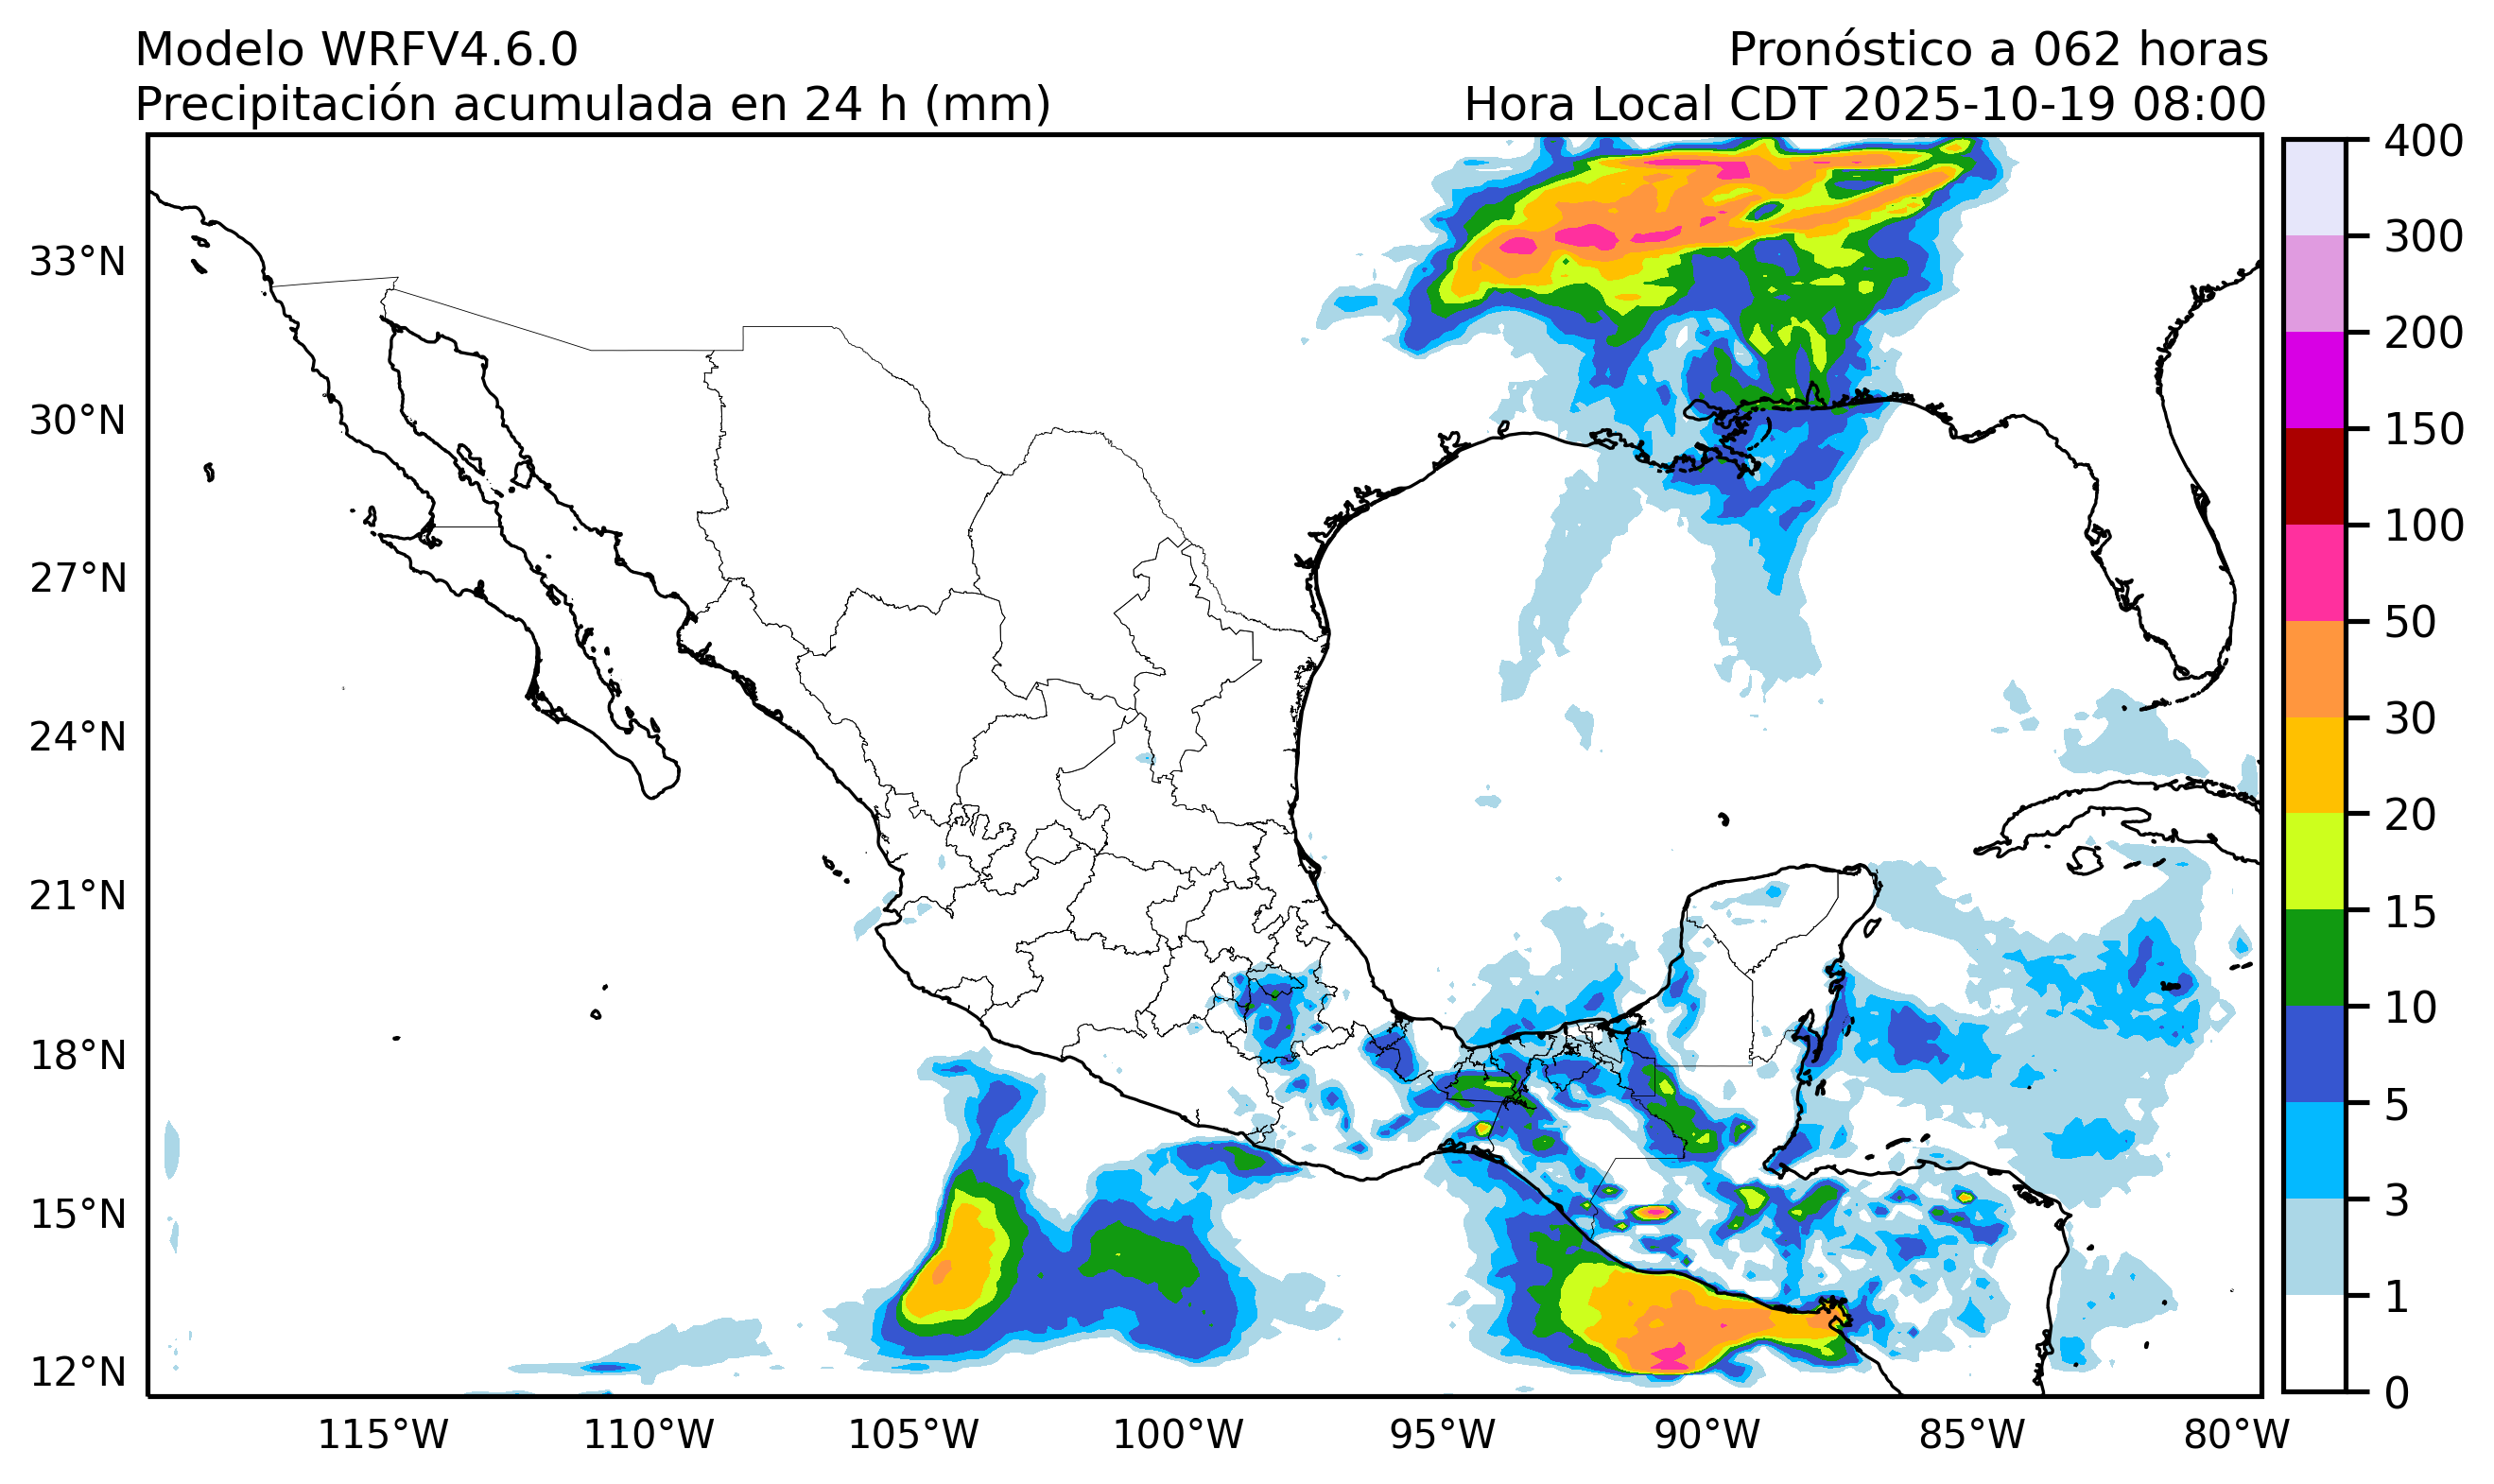 Modelo WRFV4.6.0
Pronóstico a 062 horas
Precipitación acumulada en 24 h (mm)
Hora Local CDT 2025-10-19 08:00
33°N
30°N
27°N
24°N
21°N
18°N
15°N
12°N
115°W
110°W
105°W
100°W
95°W
90°W
85°W
80°W
400
300
200
150
100
50
30
20
15
10
5
3
1
0